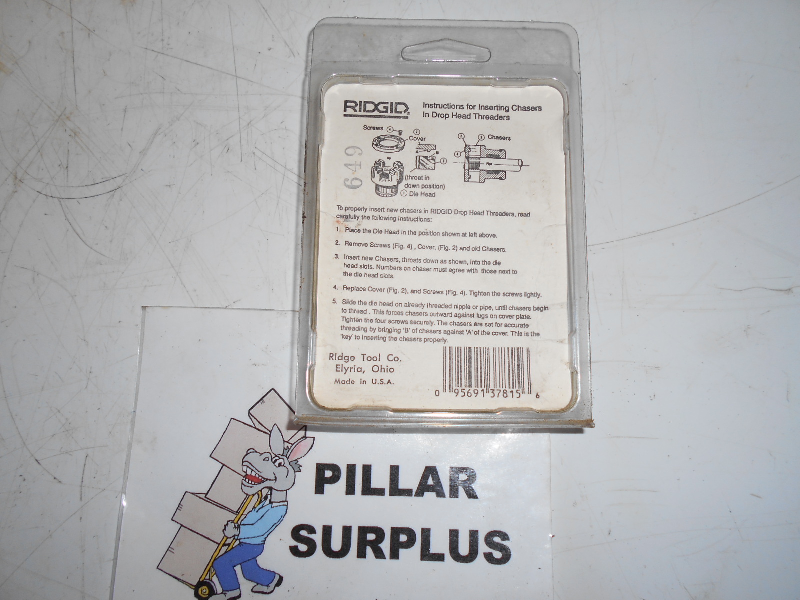 RIDGID
Instructions for Inserting Chasers
in Drop Head Threaders
Screws
Cover
Chasers
(throat in
down position)
Die Head
649
To properly insert new chasers in RIDGID Drop Head Threaders, read
carefully the following instructions:
1. Place the Die Head in the position shown at left above.
2. Remove Screws (Fig. 4), Cover, (Fig. 2) and old Chasers.
3. Insert new Chasers, throats down as shown, into the die
head slots. Numbers on chaser must agree with those next to
the die head slots.
4. Replace Cover (Fig. 2), and Screws (Fig. 4). Tighten the screws lightly.
5. Slide the die head on already threaded nipple or pipe, until chasers begin
to thread. This forces chasers outward against lugs on cover plate.
Tighten the four screws securely. The chasers are set for accurate
threading by bringing 'B' of chasers against 'A' of the cover. This is the
'key' to inserting the chasers properly.
Ridge Tool Co.
Elyria, Ohio
Made in U.S.A.
0 95691 37815 6
PILLAR
SURPLUS